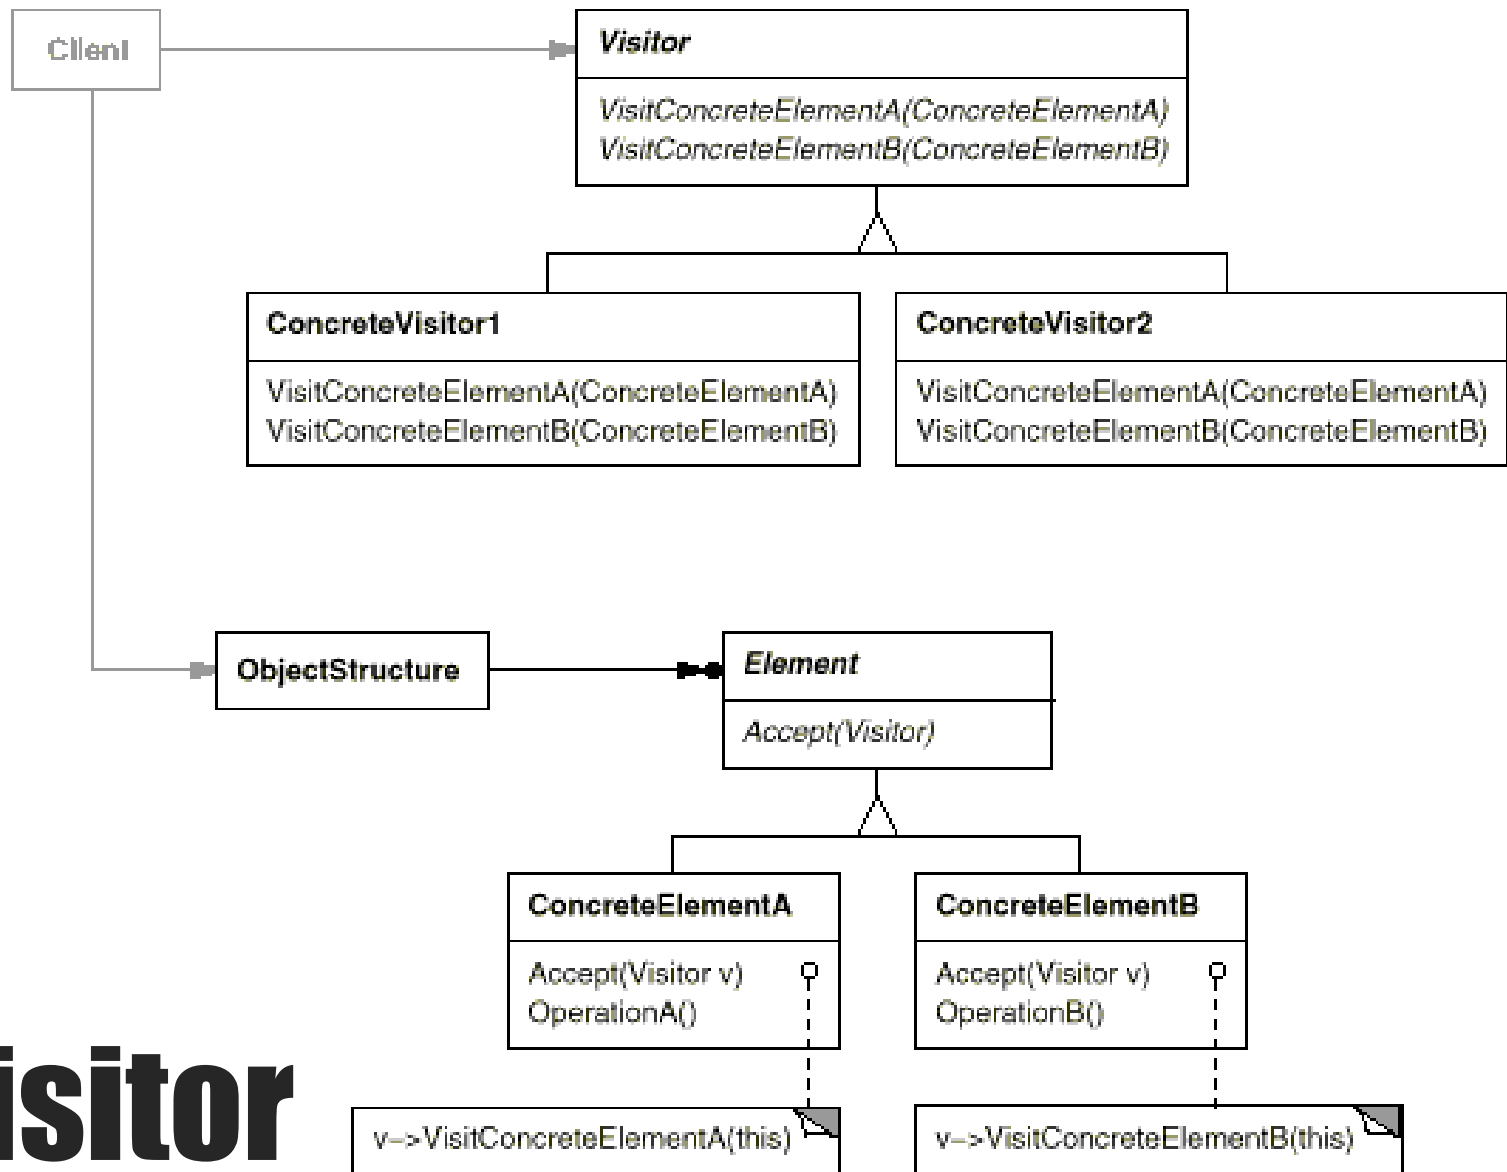 Client
Visitor
VisitConcreteElementA(ConcreteElementA)
VisitConcreteElementB(ConcreteElementB)
ConcreteVisitor1
VisitConcreteElementA(ConcreteElementA)
VisitConcreteElementB(ConcreteElementB)
ConcreteVisitor2
VisitConcreteElementA(ConcreteElementA)
VisitConcreteElementB(ConcreteElementB)
ObjectStructure
Element
Accept(Visitor)
ConcreteElementA
Accept(Visitor v)
OperationA()
ConcreteElementB
Accept(Visitor v)
OperationB()
v->VisitConcreteElementA(this)
v->VisitConcreteElementB(this)
isitor